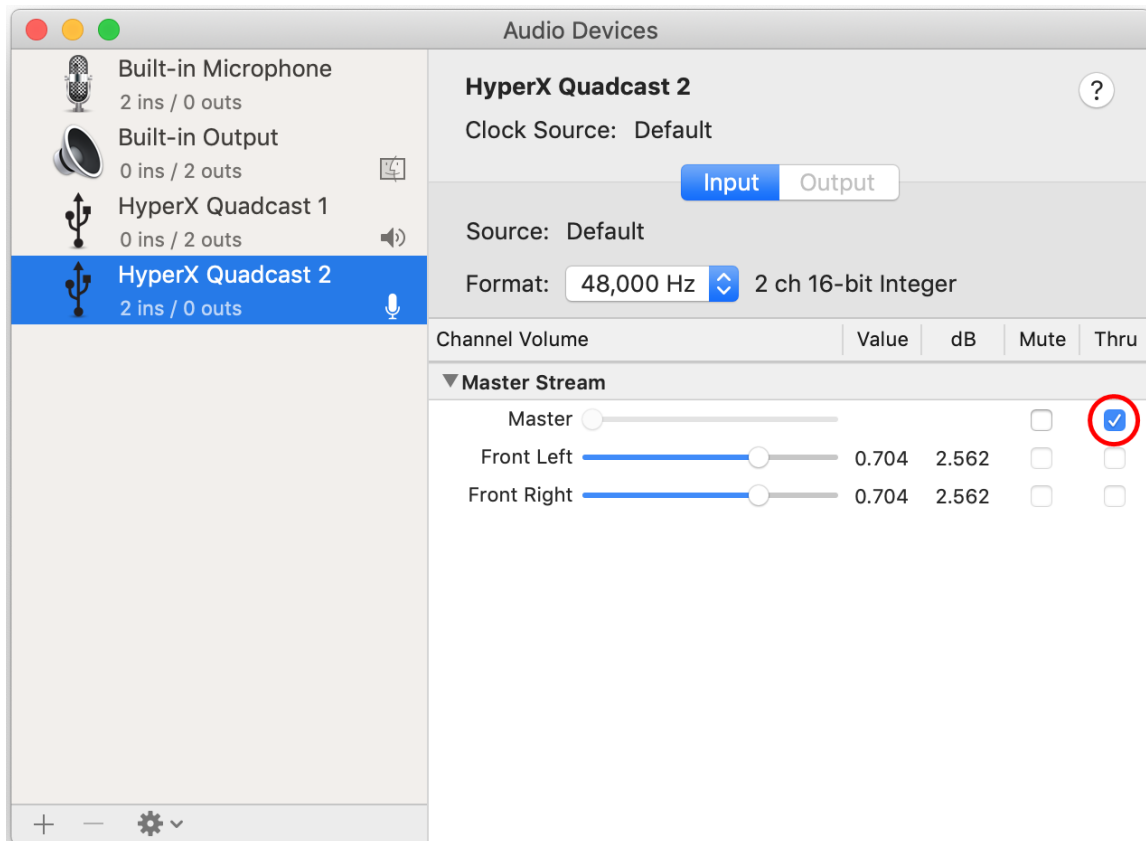 Audio Devices
Built-in Microphone
2 ins / 0 outs
Built-in Output
0 ins / 2 outs
HyperX Quadcast 1
0 ins / 2 outs
HyperX Quadcast 2
2 ins / 0 outs
HyperX Quadcast 2
?
Clock Source: Default
Input Output
Source: Default
Format: 48,000 Hz 2 ch 16-bit Integer
Channel Volume Value dB Mute Thru
Master Stream
Master
Front Left 0.704 2.562
Front Right 0.704 2.562